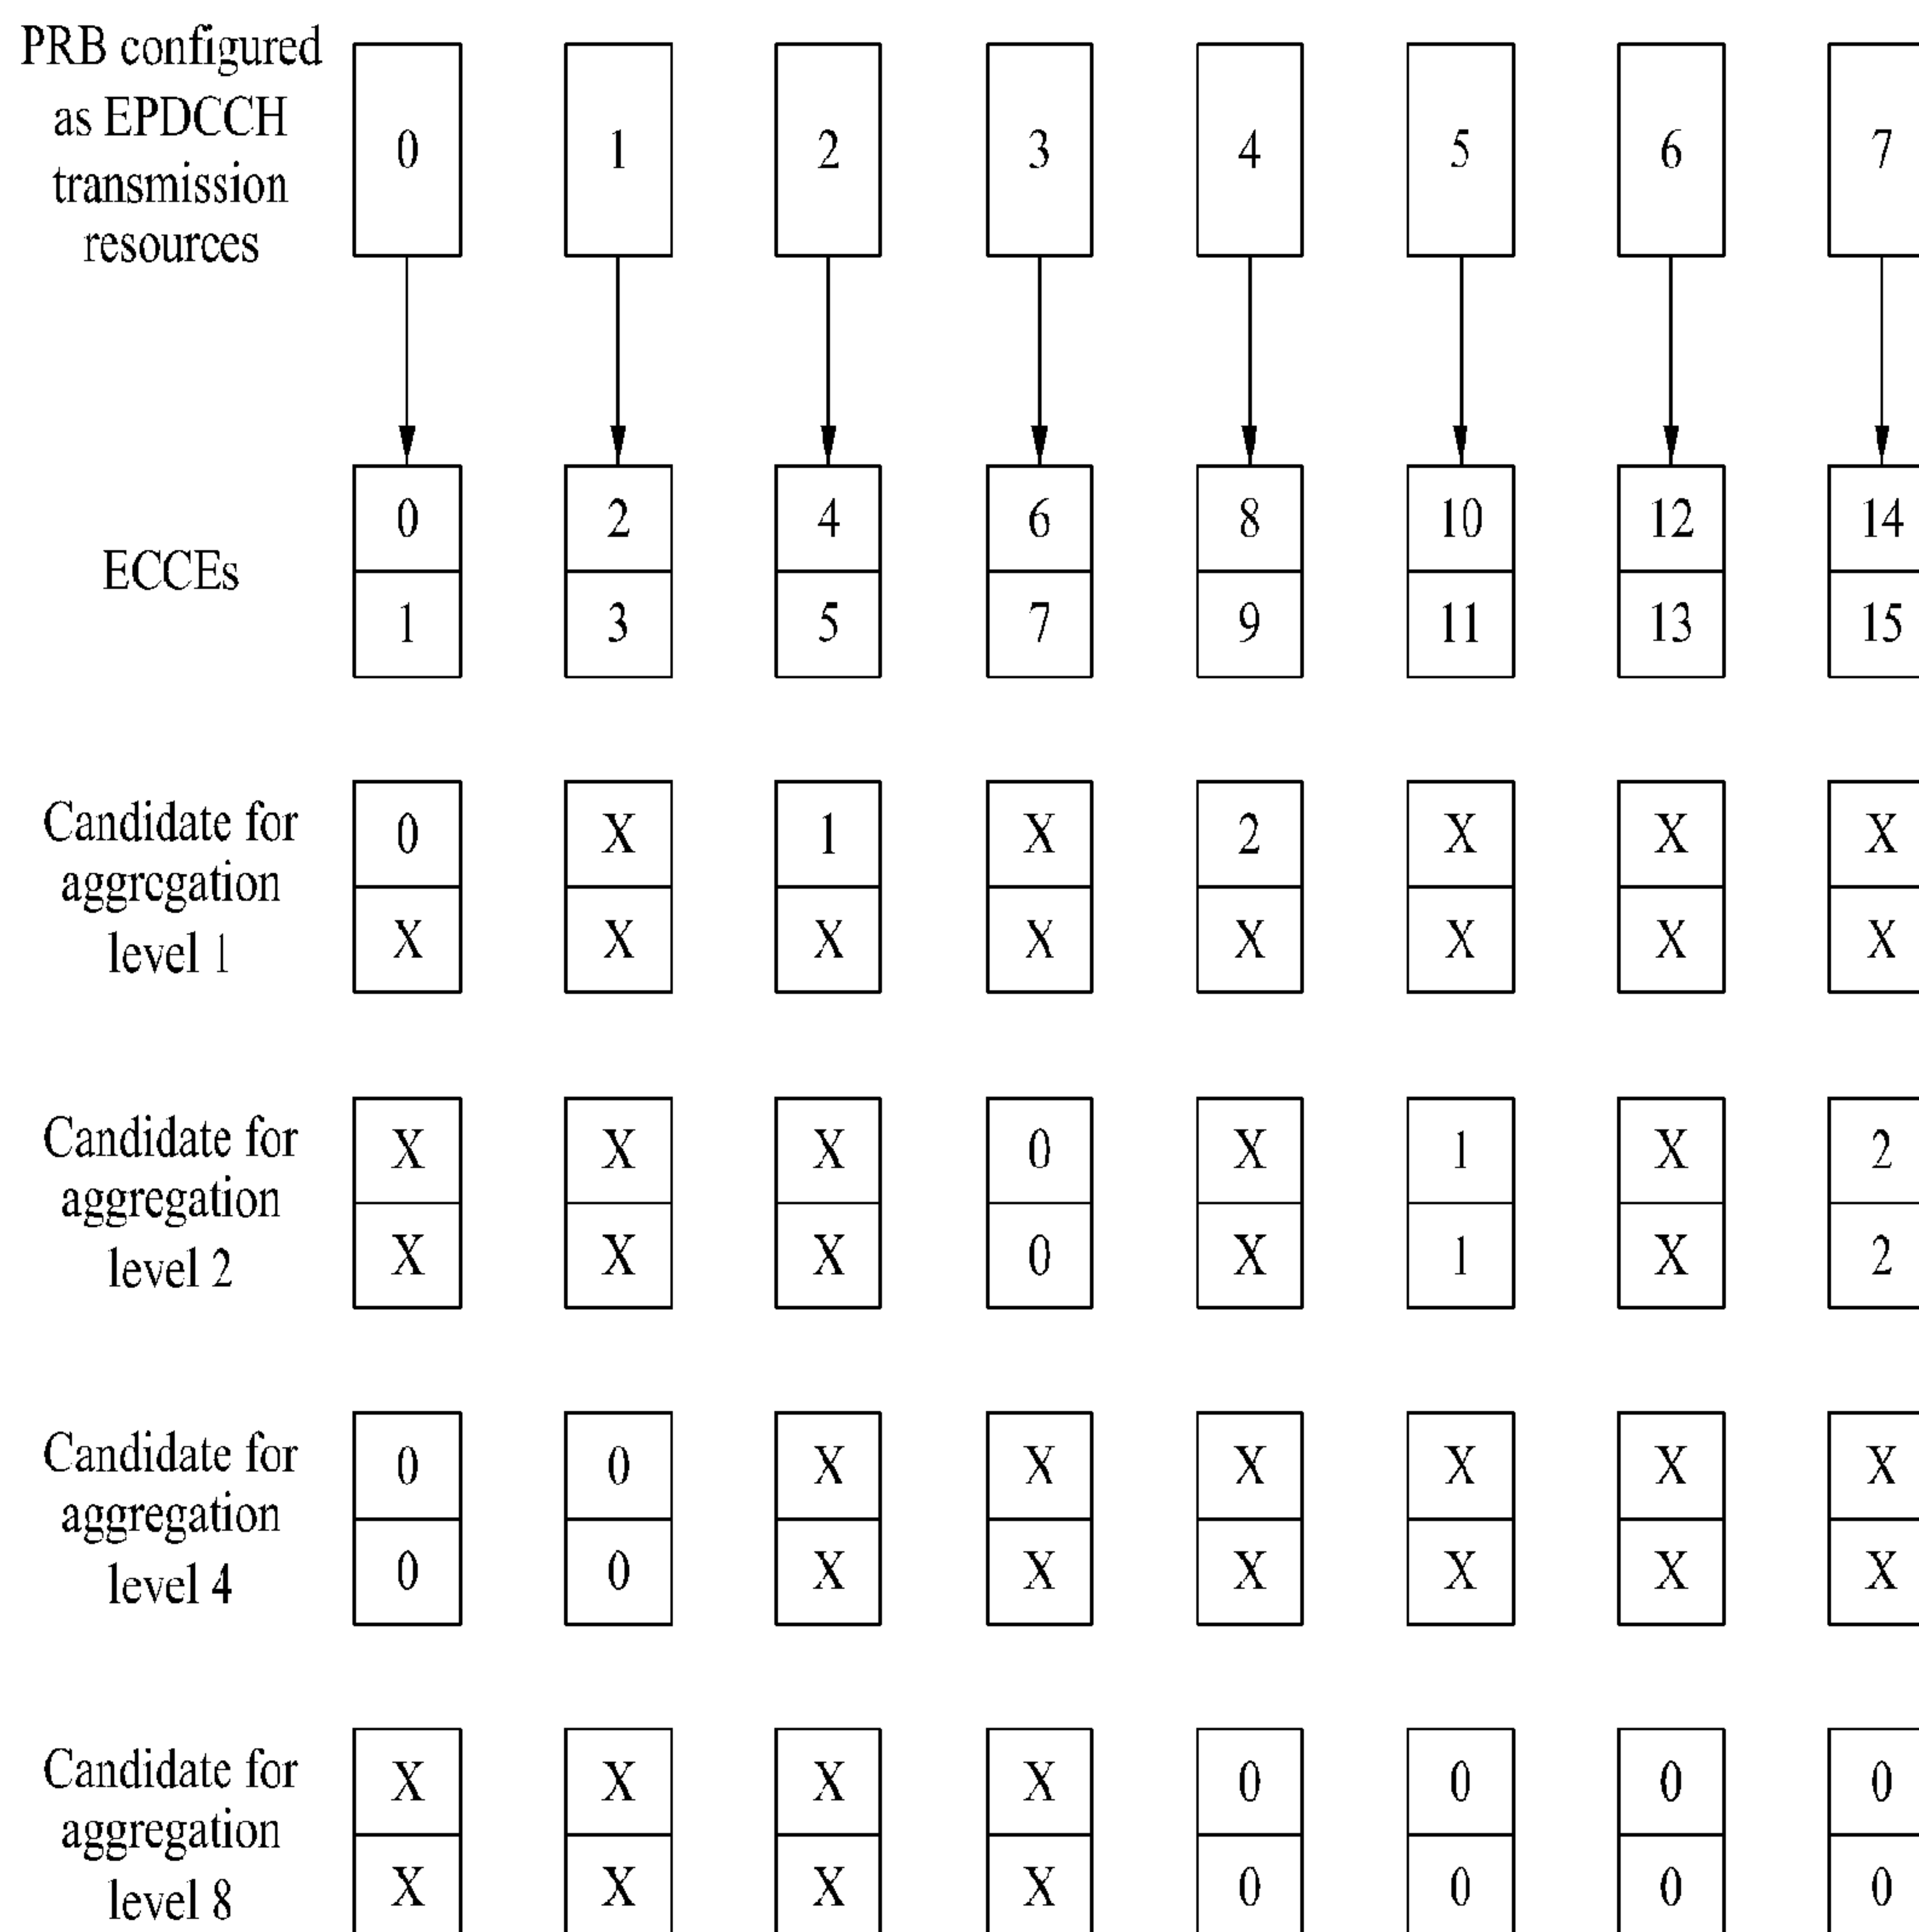 PRB configured
as EPDCCH
transmission
resources
0 1 2 3 4 5 6 7
ECCEs
0 2 4 6 8 10 12 14
1 3 5 7 9 11 13 15
Candidate for
aggregation
level 1
0 X 1 X 2 X X X
X X X X X X X X
Candidate for
aggregation
level 2
X X X 0 X 1 X 2
X X X 0 X 1 X 2
Candidate for
aggregation
level 4
0 0 X X X X X X
0 0 X X X X X X
Candidate for
aggregation
level 8
X X X X 0 0 0 0
X X X X 0 0 0 0